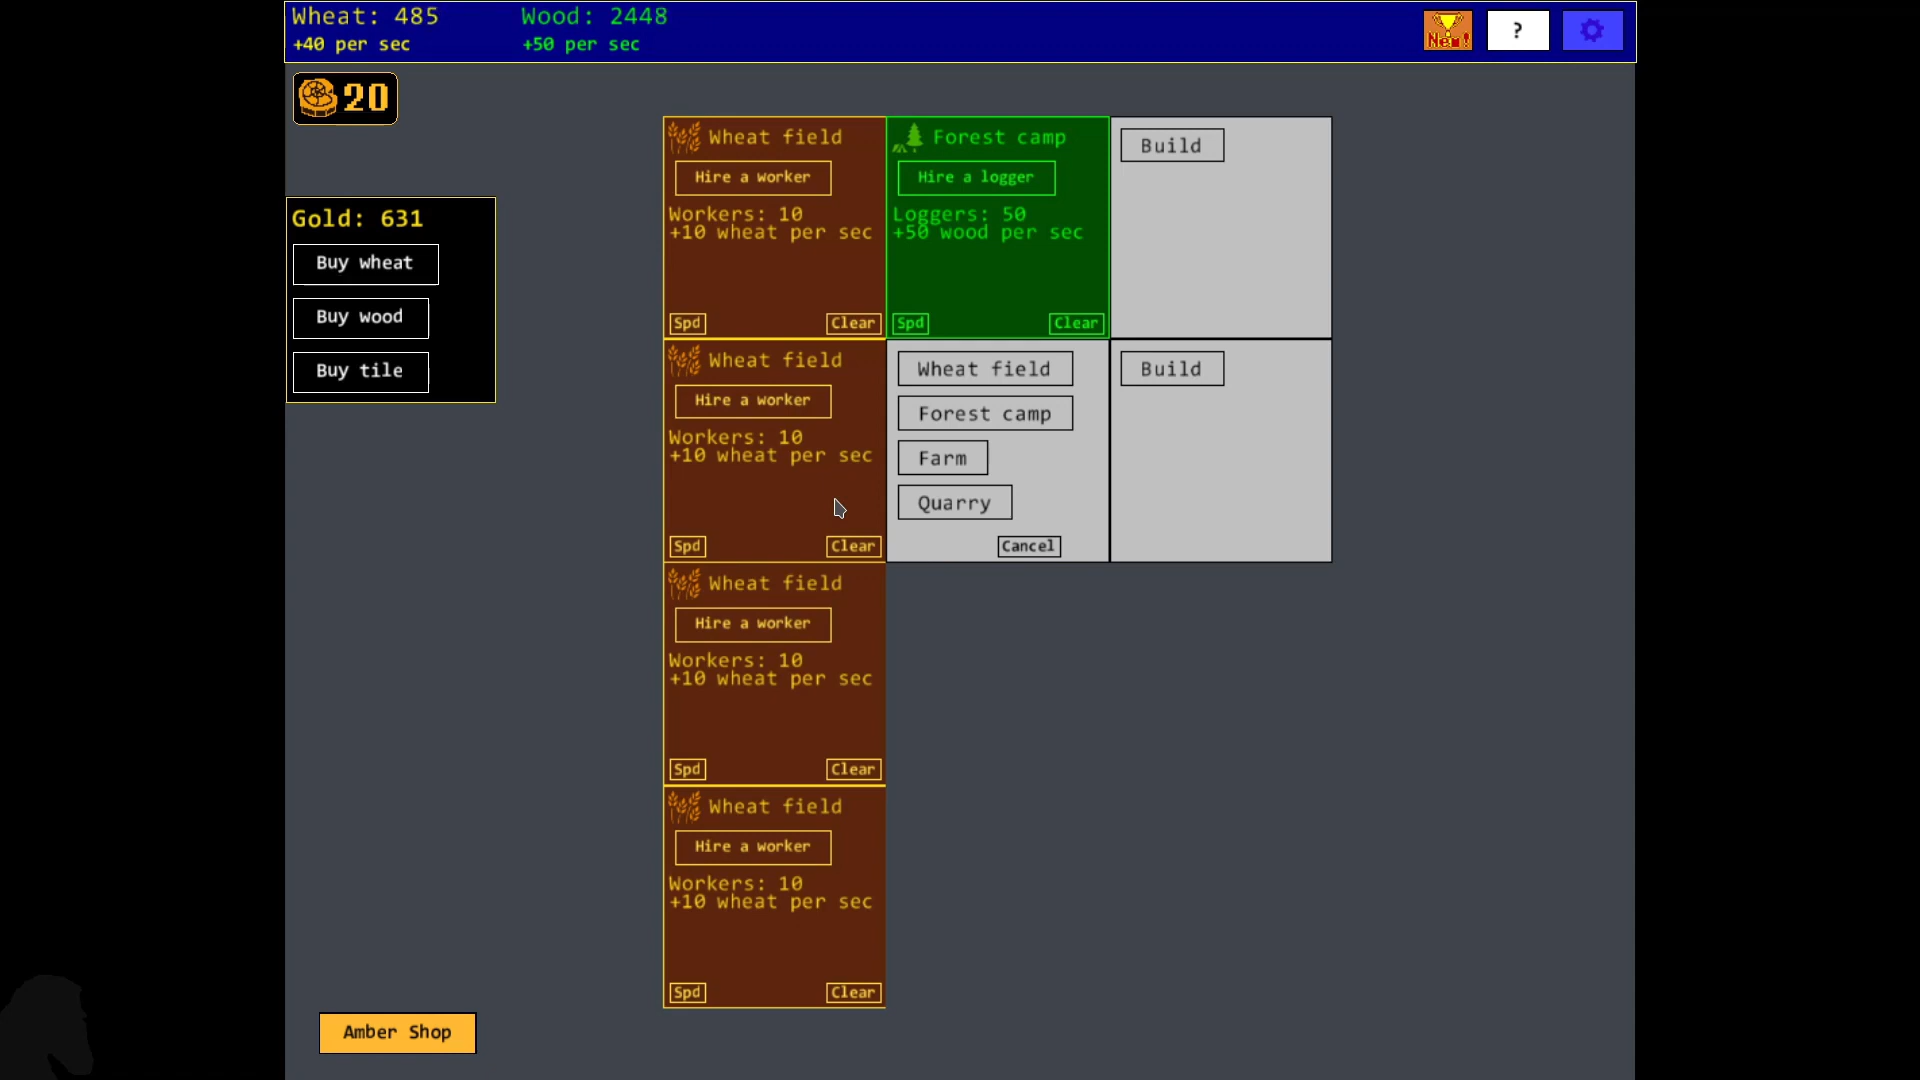 Wheat: 485
+40 per sec
Wood: 2448
+50 per sec
New!
?
20
Gold: 631
Buy wheat
Buy wood
Buy tile
Wheat field
Hire a worker
Workers: 10
+10 wheat per sec
Spd
Clear
Forest camp
Hire a logger
Loggers: 50
+50 wood per sec
Spd
Clear
Build
Wheat field
Hire a worker
Workers: 10
+10 wheat per sec
Spd
Clear
Wheat field
Forest camp
Farm
Quarry
Cancel
Build
Wheat field
Hire a worker
Workers: 10
+10 wheat per sec
Spd
Clear
Wheat field
Hire a worker
Workers: 10
+10 wheat per sec
Spd
Clear
Amber Shop